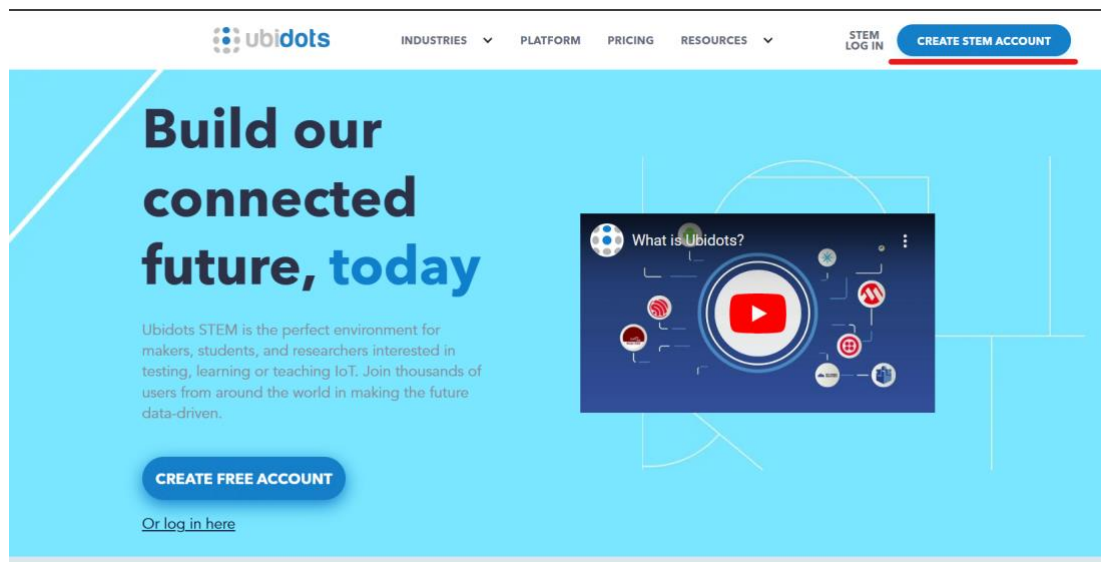 ubidots
INDUSTRIES
PLATFORM
PRICING
RESOURCES
STEM
LOG IN
CREATE STEM ACCOUNT
Build our
connected
future, today
Ubidots STEM is the perfect environment for
makers, students, and researchers interested in
testing, learning or teaching IoT. Join thousands of
users from around the world in making the future
data-driven.
CREATE FREE ACCOUNT
Or log in here
What is Ubidots?